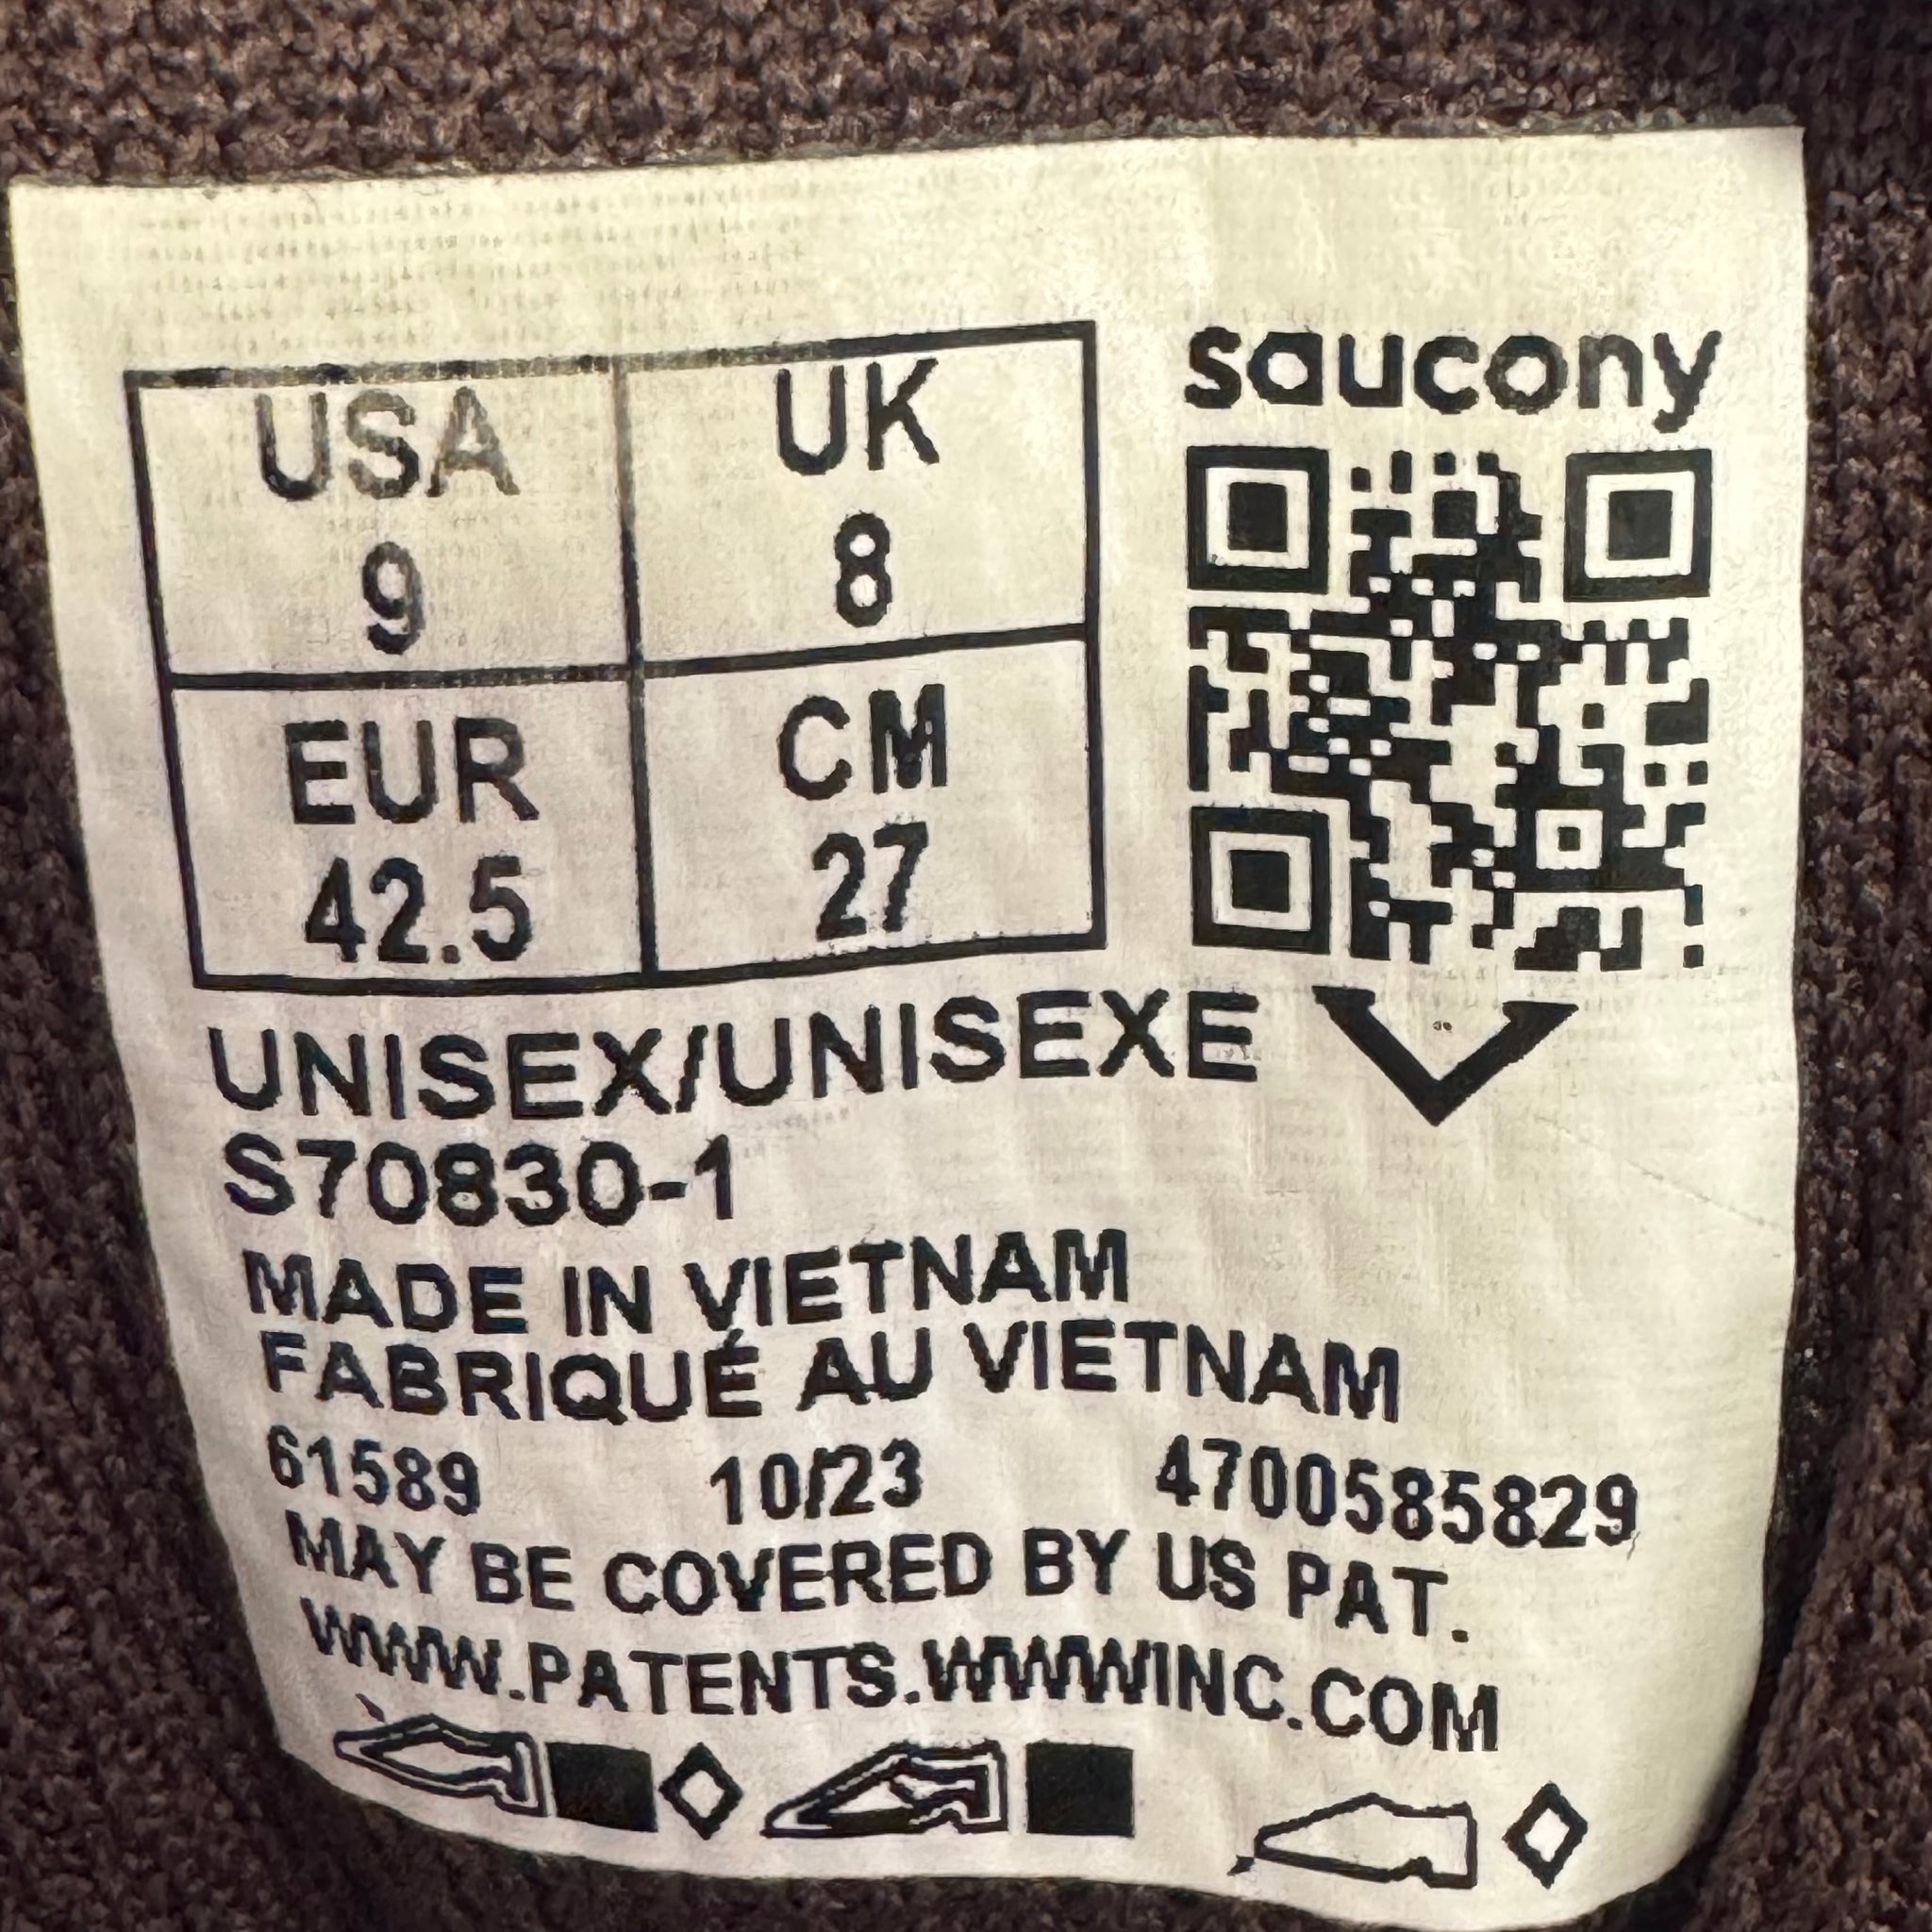 saucony
USA
9
UK
8
EUR
42.5
CM
27
UNISEX/UNISEXE
S70830-1
MADE IN VIETNAM
FABRIQUÉ AU VIETNAM
61589 10/23 4700585829
MAY BE COVERED BY US PAT.
WWW.PATENTS.WWWINC.COM